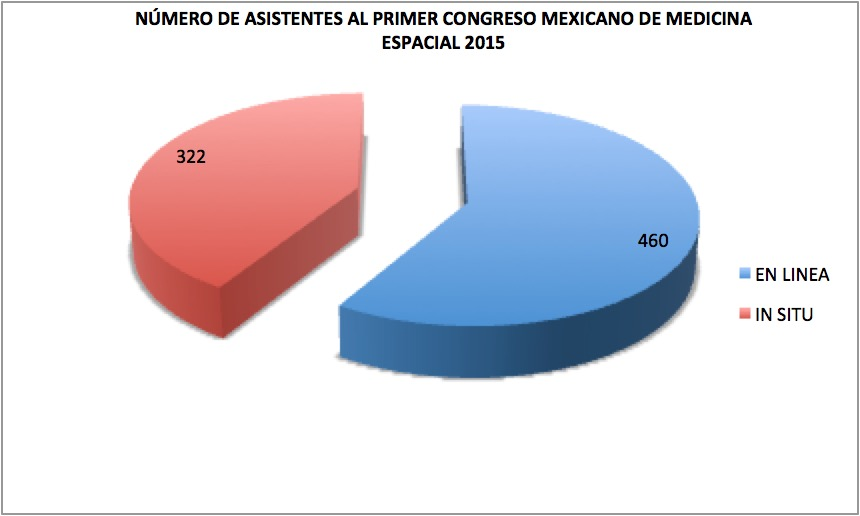 NÚMERO DE ASISTENTES AL PRIMER CONGRESO MEXICANO DE MEDICINA
ESPACIAL 2015
322
460
EN LINEA
IN SITU